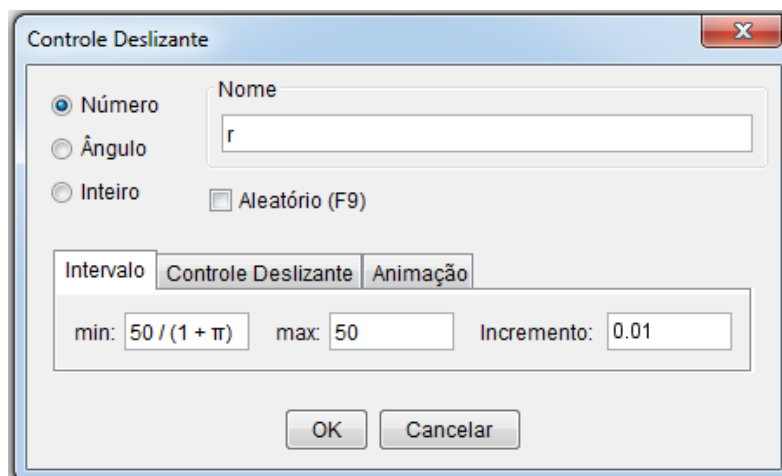 Controle Deslizante
Número
Ângulo
Inteiro
Nome
r
Aleatório (F9)
Intervalo Controle Deslizante Animação
min: 50 / (1 + π) max: 50 Incremento: 0.01
OK Cancelar